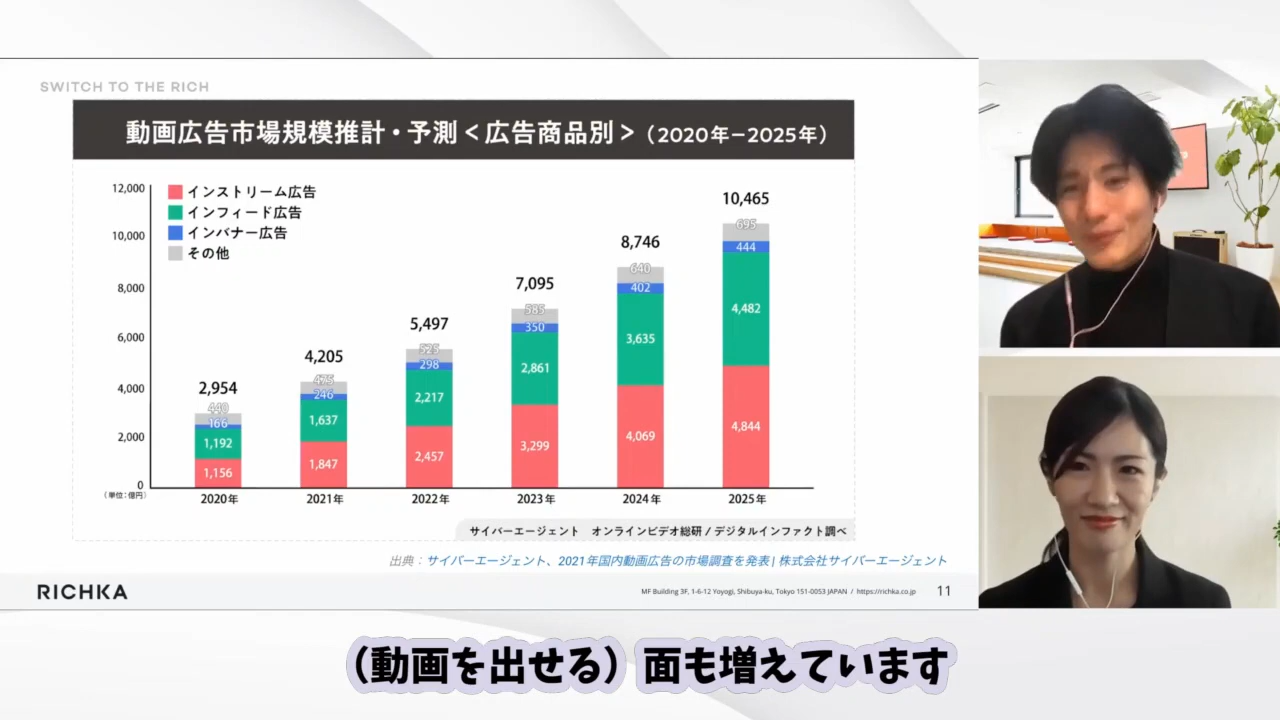 SWITCH TO THE RICH
動画広告市場規模推計・予測＜広告商品別＞（2020年−2025年）
12,000
10,000
8,000
6,000
4,000
2,000
0
（単位：億円）
インストリーム広告
インフィード広告
インバナー広告
その他
2,954
440
166
1,192
1,156
2020年
4,205
475
246
1,637
1,847
2021年
5,497
525
298
2,217
2,457
2022年
7,095
585
350
2,861
3,299
2023年
8,746
640
402
3,635
4,069
2024年
10,465
695
444
4,482
4,844
2025年
サイバーエージェント　オンラインビデオ総研 / デジタルインファクト調べ
出典：サイバーエージェント、2021年国内動画広告の市場調査を発表 | 株式会社サイバーエージェント
RICHKA
MF Building 3F, 1-6-12 Yoyogi, Shibuya-ku, Tokyo 151-0053 JAPAN / https://richka.co.jp
11
（動画を出せる）面も増えています